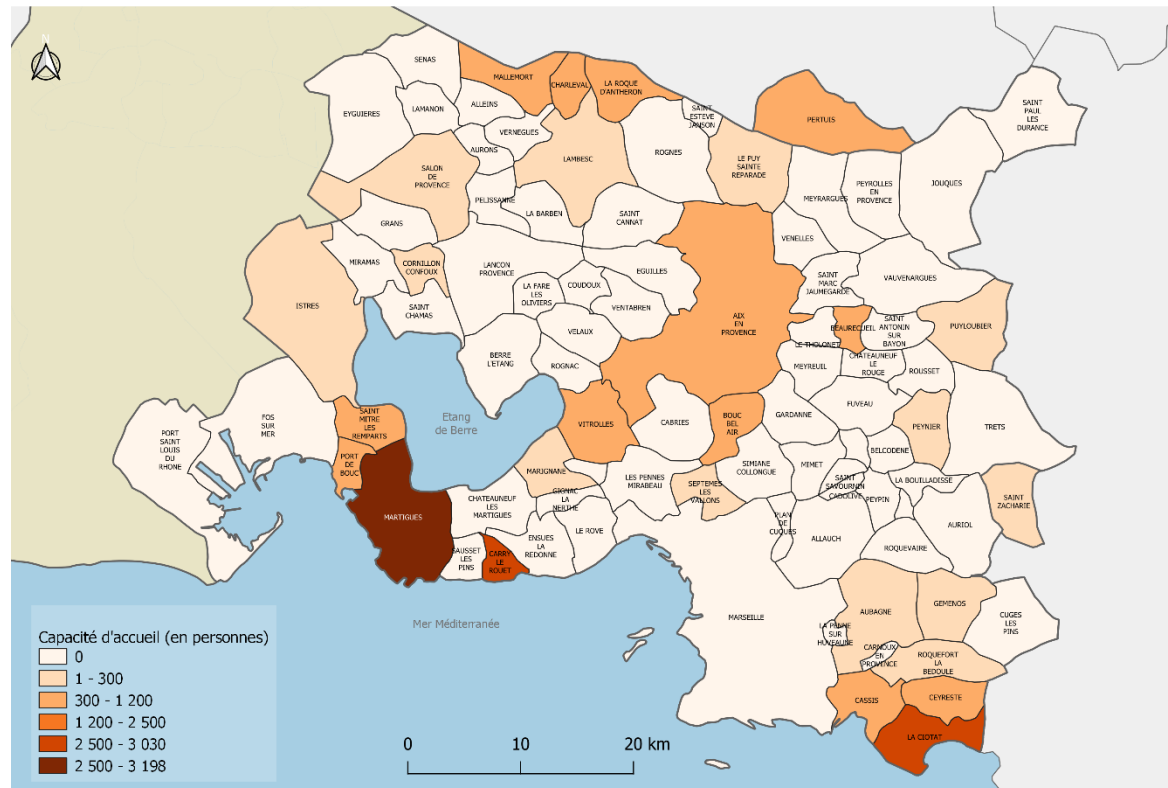 N
SENAS
MALLEMORT
CHARLEVAL
LA ROQUE
D'ANTHERON
EYGUIERES
LAMANON
ALLEINS
VERNEGUES
AURONS
SAINT
ESTEVE
JANSON
PERTUIS
SAINT
PAUL
LES
DURANCE
SALON
DE
PROVENCE
LAMBESC
ROGNES
LE PUY
SAINTE
REPARADE
MEYRARGUES
PEYROLLES
EN
PROVENCE
JOUQUES
PELISSANNE
LA BARBEN
SAINT
CANNAT
GRANS
VENELLES
MIRAMAS
CORNILLON
CONFOUX
LANCON
PROVENCE
EGUILLES
SAINT
MARC
JAUMEGARDE
VAUVENARGUES
ISTRES
SAINT
CHAMAS
LA FARE
LES
OLIVIERS
COUDOUX
VENTABREN
AIX
EN
PROVENCE
BEAURECUEIL
SAINT
ANTONIN
SUR
BAYON
PUYLOUBIER
VELAUX
LE THOLONET
BERRE
L'ETANG
ROGNAC
MEYREUIL
CHATEAUNEUF
LE
ROUGE
ROUSSET
FOS
SUR
MER
SAINT
MITRE
LES
REMPARTS
Etang
de Berre
VITROLLES
CABRIES
BOUC
BEL
AIR
GARDANNE
FUVEAU
PEYNIER
TRETS
PORT
SAINT
LOUIS
DU
RHONE
PORT
DE
BOUC
MARIGNANE
LES PENNES
MIRABEAU
SEPTEMES
LES
VALLONS
SIMIANE
COLLONGUE
MIMET
BELCODENE
SAINT
SAVOURNIN
CADOLIVE
PEYPIN
LA BOUILLADISSE
SAINT
ZACHARIE
MARTIGUES
CHATEAUNEUF
LES
MARTIGUES
GIGNAC
LA
NERTHE
PLAN
DE
CUQUES
ALLAUCH
AURIOL
SAUSSET
LES
PINS
CARRY
LE
ROUET
ENSUES
LA
REDONNE
LE ROVE
ROQUEVAIRE
MARSEILLE
LA PENNE
SUR
HUVEAUNE
AUBAGNE
GEMENOS
CUGES
LES
PINS
Mer Méditerranée
CARNOUX
EN
PROVENCE
ROQUEFORT
LA
BEDOULE
CASSIS
CEYRESTE
LA CIOTAT
Capacité d'accueil (en personnes)
0
1 - 300
300 - 1 200
1 200 - 2 500
2 500 - 3 030
2 500 - 3 198
0 10 20 km